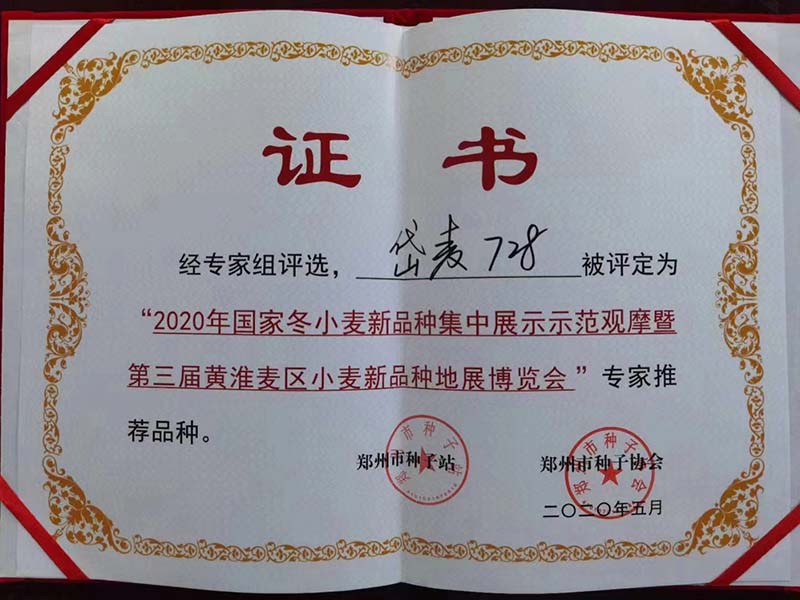 证书
经专家组评选，岱麦728被评定为
“2020年国家冬小麦新品种集中展示示范观摩暨
第三届黄淮麦区小麦新品种地展博览会”专家推
荐品种。
郑州市种子站 郑州市种子协会
二〇二〇年五月